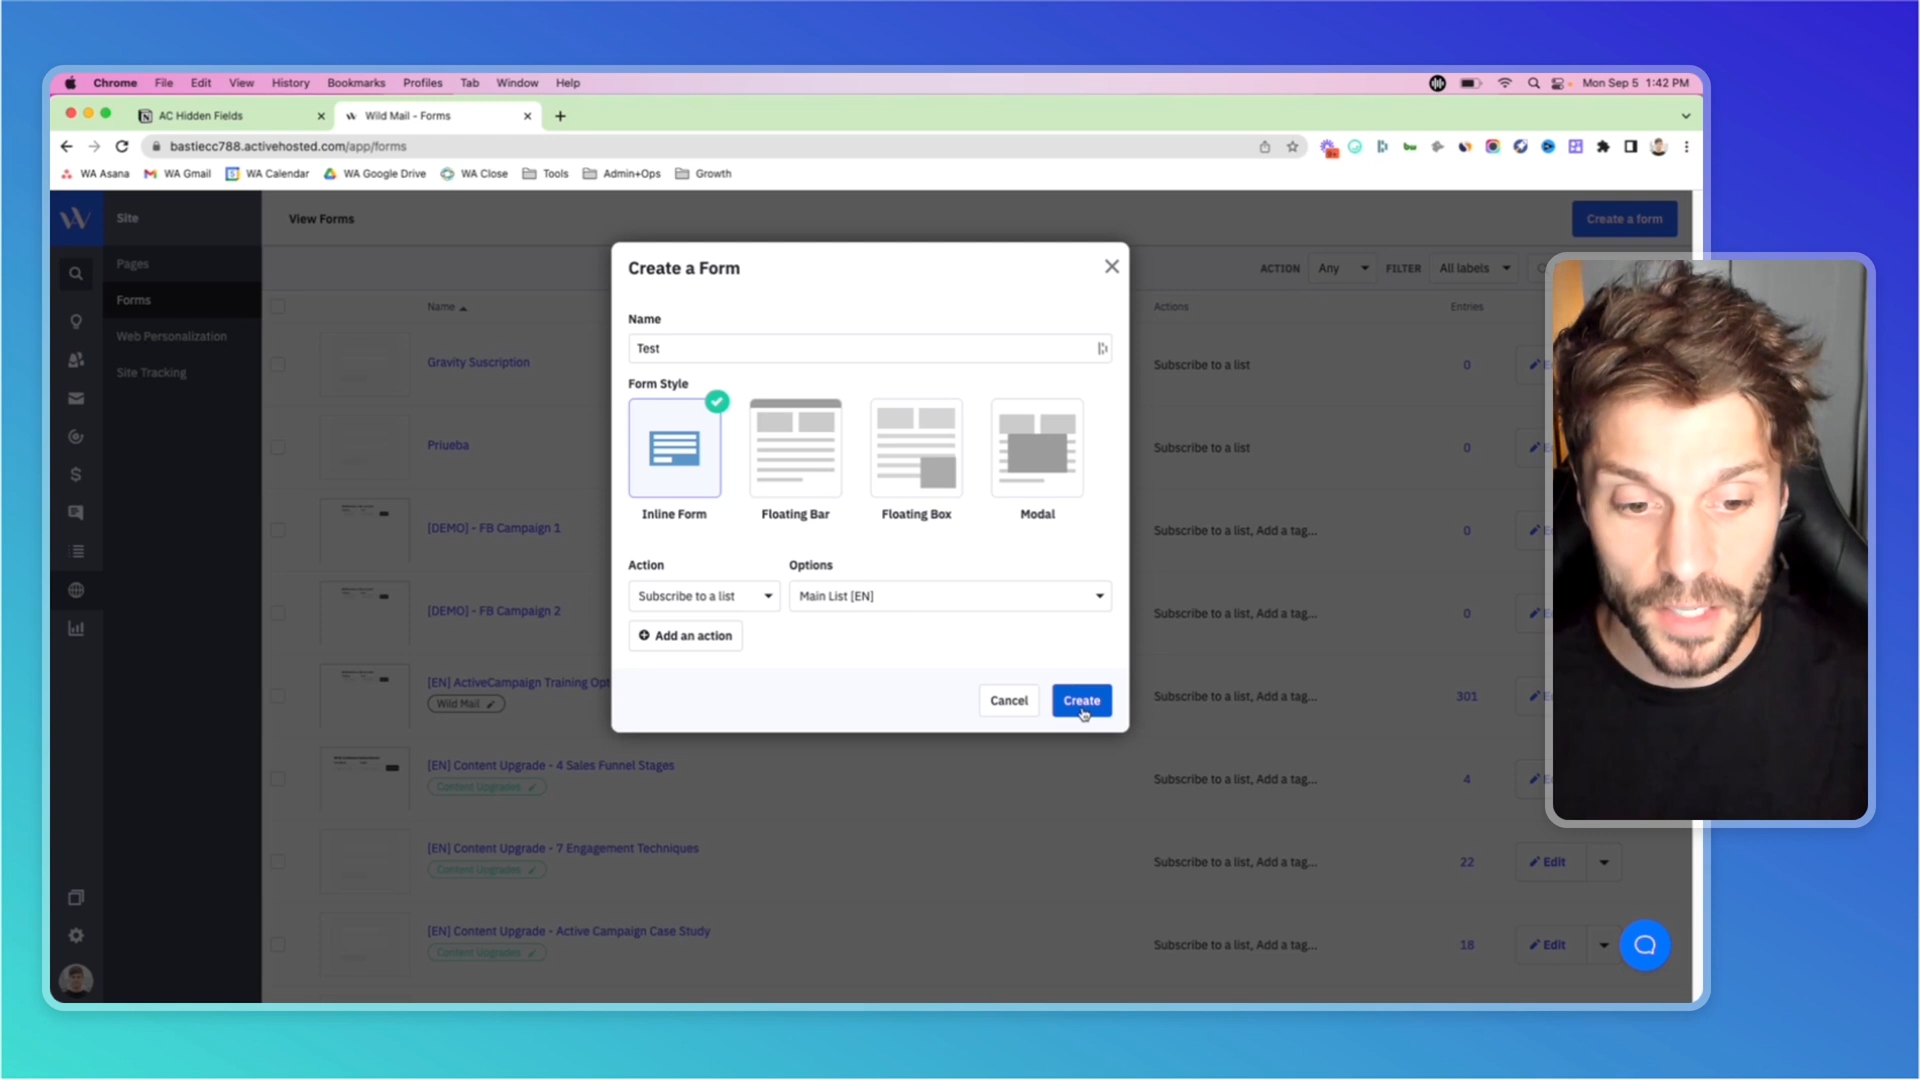 Chrome File Edit View History Bookmarks Profiles Tab Window Help Mon Sep 5 1:42 PM
AC Hidden Fields Wild Mail - Forms
bastiecc788.activehosted.com/app/forms
WA Asana WA Gmail WA Calendar WA Google Drive WA Close Tools Admin+Ops Growth
Site
Pages
Forms
Web Personalization
Site Tracking
View Forms
Create a form
ACTION Any FILTER All labels
Name Actions Entries
Gravity Suscription Subscribe to a list 0
Priueba Subscribe to a list 0
[DEMO] - FB Campaign 1 Subscribe to a list, Add a tag... 0
[DEMO] - FB Campaign 2 Subscribe to a list, Add a tag... 0
[EN] ActiveCampaign Training Opt Subscribe to a list, Add a tag... 301
Wild Mail
[EN] Content Upgrade - 4 Sales Funnel Stages Subscribe to a list, Add a tag... 4
Content Upgrades
[EN] Content Upgrade - 7 Engagement Techniques Subscribe to a list, Add a tag... 22 Edit
Content Upgrades
[EN] Content Upgrade - Active Campaign Case Study Subscribe to a list, Add a tag... 18 Edit
Content Upgrades
Create a Form
Name
Test
Form Style
Inline Form Floating Bar Floating Box Modal
Action Options
Subscribe to a list Main List [EN]
Add an action
Cancel Create